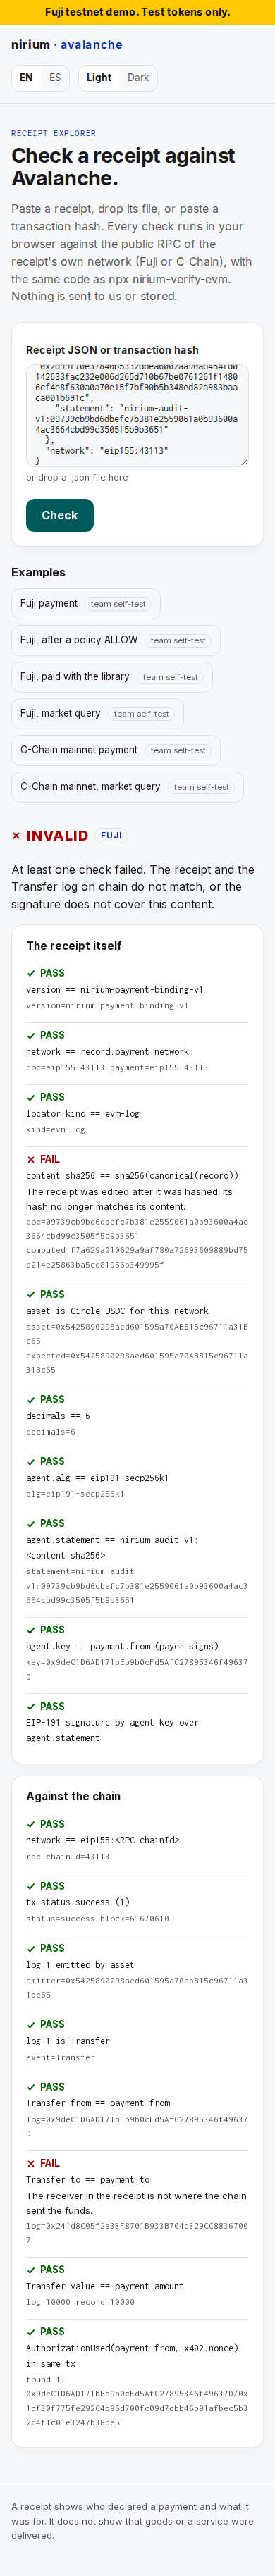 Fuji testnet demo. Test tokens only.
nirium · avalanche
EN ES Light Dark
RECEIPT EXPLORER
Check a receipt against
Avalanche.
Paste a receipt, drop its file, or paste a
transaction hash. Every check runs in your
browser against the public RPC of the
receipt's own network (Fuji or C-Chain), with
the same code as npx nirium-verify-evm.
Nothing is sent to us or stored.
Receipt JSON or transaction hash
142633fac232e006d265d710b67be0761261f1480
6cf4e8f630a0a70e15f7bf90b5b348ed82a983baa
ca001b691c",
"statement": "nirium-audit-
v1:09739cb9bd6dbefc7b381e2559061a0b93600a
4ac3664cbd99c3505f5b9b3651"
},
"network": "eip155:43113"
}
or drop a .json file here
Check
Examples
Fuji payment team self-test
Fuji, after a policy ALLOW team self-test
Fuji, paid with the library team self-test
Fuji, market query team self-test
C-Chain mainnet payment team self-test
C-Chain mainnet, market query team self-test
× INVALID FUJI
At least one check failed. The receipt and the
Transfer log on chain do not match, or the
signature does not cover this content.
The receipt itself
✓ PASS
version == nirium-payment-binding-v1
version=nirium-payment-binding-v1
✓ PASS
network == record.payment.network
doc=eip155:43113 payment=eip155:43113
✓ PASS
locator.kind == evm-log
kind=evm-log
× FAIL
content_sha256 == sha256(canonical(record))
The receipt was edited after it was hashed: its
hash no longer matches its content.
doc=09739cb9bd6dbefc7b381e2559061a0b93600a4ac
3664cbd99c3505f5b9b3651
computed=f7a629a010629a9af780a72693609889bd75
e214e25863ba5cd81956b349995f
✓ PASS
asset is Circle USDC for this network
asset=0x5425890298aed601595a70AB815c96711a31B
c65
expected=0x5425890298aed601595a70AB815c96711a
31Bc65
✓ PASS
decimals == 6
decimals=6
✓ PASS
agent.alg == eip191-secp256k1
alg=eip191-secp256k1
✓ PASS
agent.statement == nirium-audit-v1:
<content_sha256>
statement=nirium-audit-
v1:09739cb9bd6dbefc7b381e2559061a0b93600a4ac3
664cbd99c3505f5b9b3651
✓ PASS
agent.key == payment.from (payer signs)
key=0x9deC1D6AD171bEb9b0cFd5AfC27895346f49637
D
✓ PASS
EIP-191 signature by agent.key over
agent.statement
Against the chain
✓ PASS
network == eip155:<RPC chainId>
rpc chainId=43113
✓ PASS
tx status success (1)
status=success block=61670610
✓ PASS
log 1 emitted by asset
emitter=0x5425890298aed601595a70ab815c96711a3
1bc65
✓ PASS
log 1 is Transfer
event=Transfer
✓ PASS
Transfer.from == payment.from
log=0x9deC1D6AD171bEb9b0cFd5AfC27895346f49637
D
× FAIL
Transfer.to == payment.to
The receiver in the receipt is not where the chain
sent the funds.
log=0x241d8C05f2a33F8701B933B704d329CC8836700
7
✓ PASS
Transfer.value == payment.amount
log=10000 record=10000
✓ PASS
AuthorizationUsed(payment.from, x402.nonce)
in same tx
found 1:
0x9deC1D6AD171bEb9b0cFd5AfC27895346f49637D/0x
1cf30f775fe29264b96d700fc09d7cbb46b91afbec5b3
2d4f1c01e3247b38be5
A receipt shows who declared a payment and what it
was for. It does not show that goods or a service were
delivered.